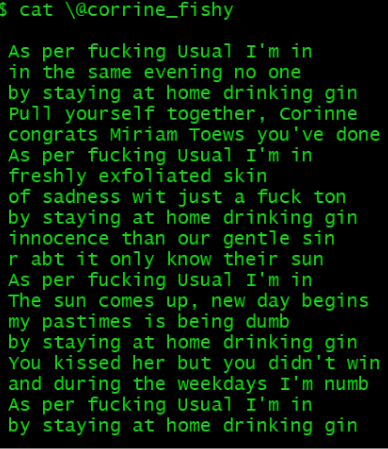 $ cat \@corrine_fishy
As per fucking Usual I'm in
in the same evening no one
by staying at home drinking gin
Pull yourself together, Corinne
congrats Miriam Toews you've done
As per fucking Usual I'm in
freshly exfoliated skin
of sadness wit just a fuck ton
by staying at home drinking gin
innocence than our gentle sin
r abt it only know their sun
As per fucking Usual I'm in
The sun comes up, new day begins
my pastimes is being dumb
by staying at home drinking gin
You kissed her but you didn't win
and during the weekdays I'm numb
As per fucking Usual I'm in
by staying at home drinking gin